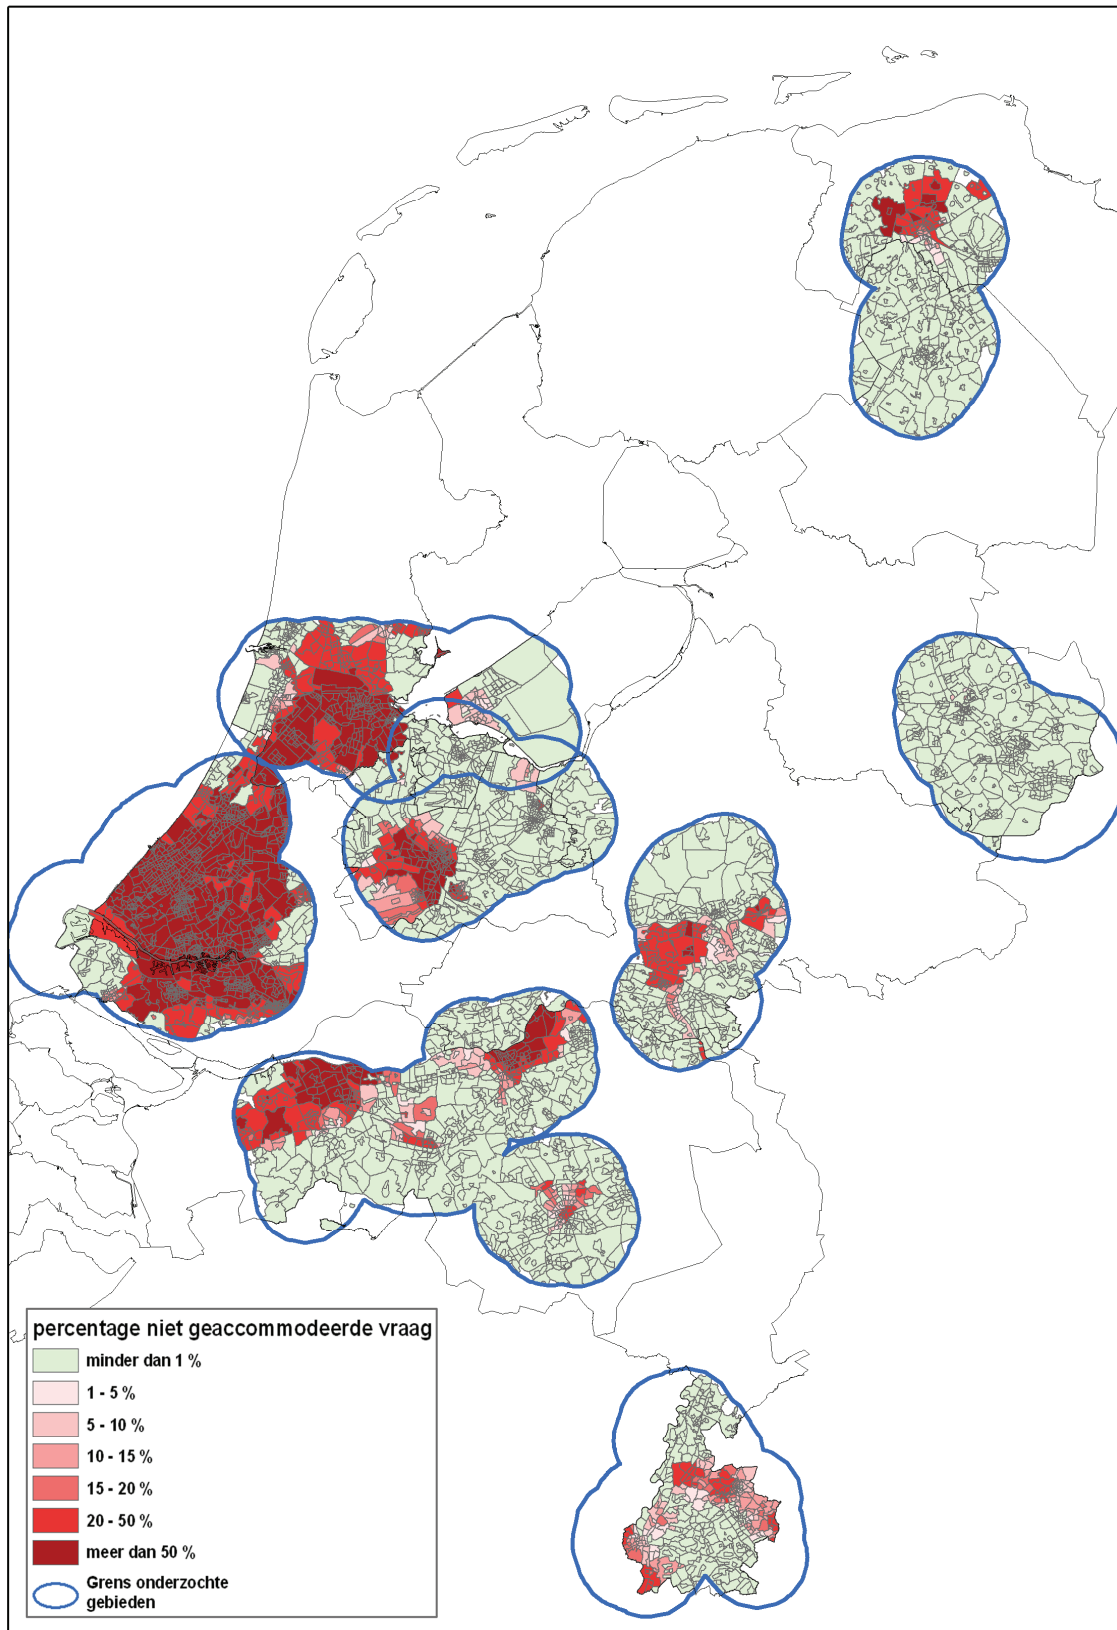 percentage niet geaccommodeerde vraag
minder dan 1 %
1 - 5 %
5 - 10 %
10 - 15 %
15 - 20 %
20 - 50 %
meer dan 50 %
Grens onderzochte
gebieden